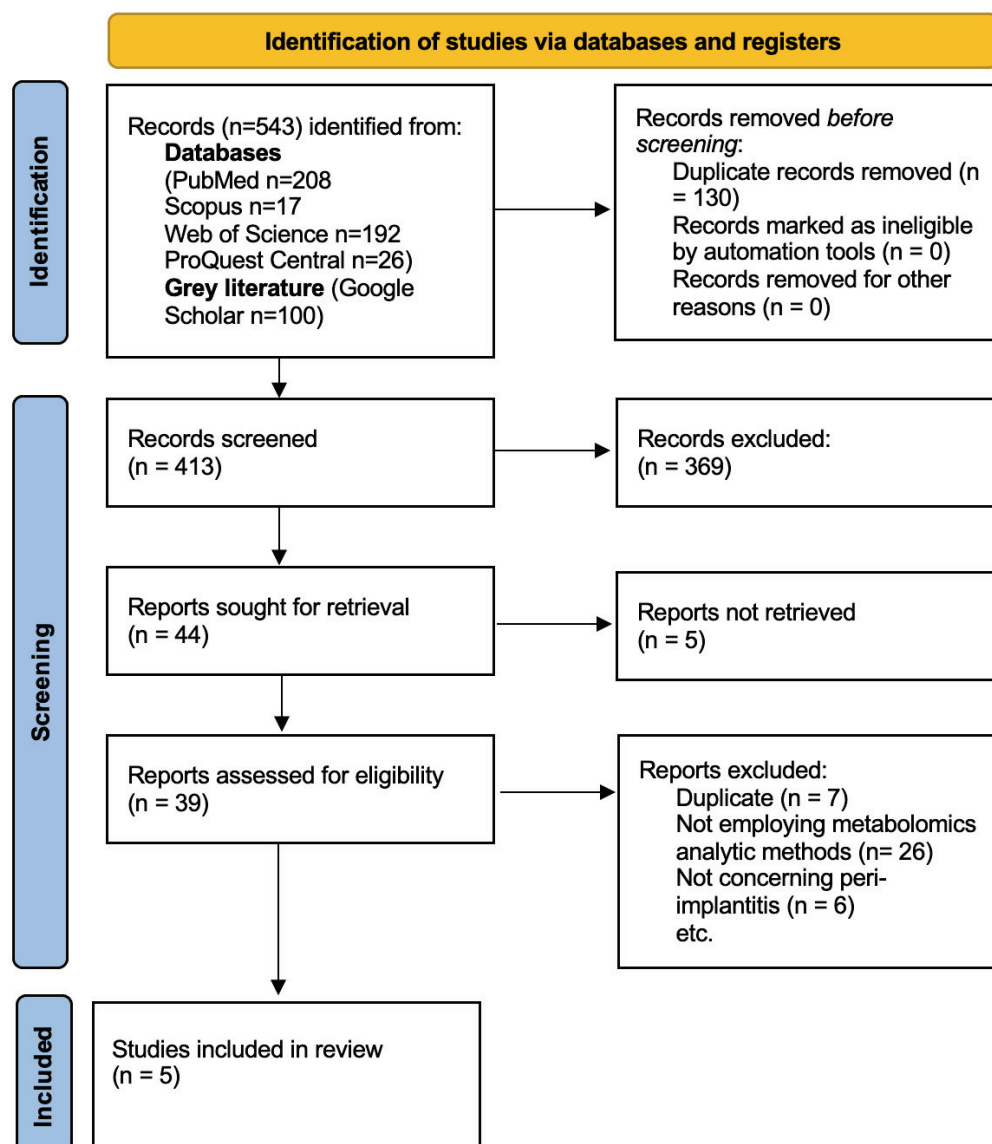 Identification of studies via databases and registers
Identification
Records (n=543) identified from:
Databases
(PubMed n=208
Scopus n=17
Web of Science n=192
ProQuest Central n=26)
Grey literature (Google
Scholar n=100)
Records removed before
screening:
Duplicate records removed (n
= 130)
Records marked as ineligible
by automation tools (n = 0)
Records removed for other
reasons (n = 0)
Screening
Records screened
(n = 413)
Records excluded:
(n = 369)
Reports sought for retrieval
(n = 44)
Reports not retrieved
(n = 5)
Reports assessed for eligibility
(n = 39)
Reports excluded:
Duplicate (n = 7)
Not employing metabolomics
analytic methods (n= 26)
Not concerning peri-
implantitis (n = 6)
etc.
Included
Studies included in review
(n = 5)